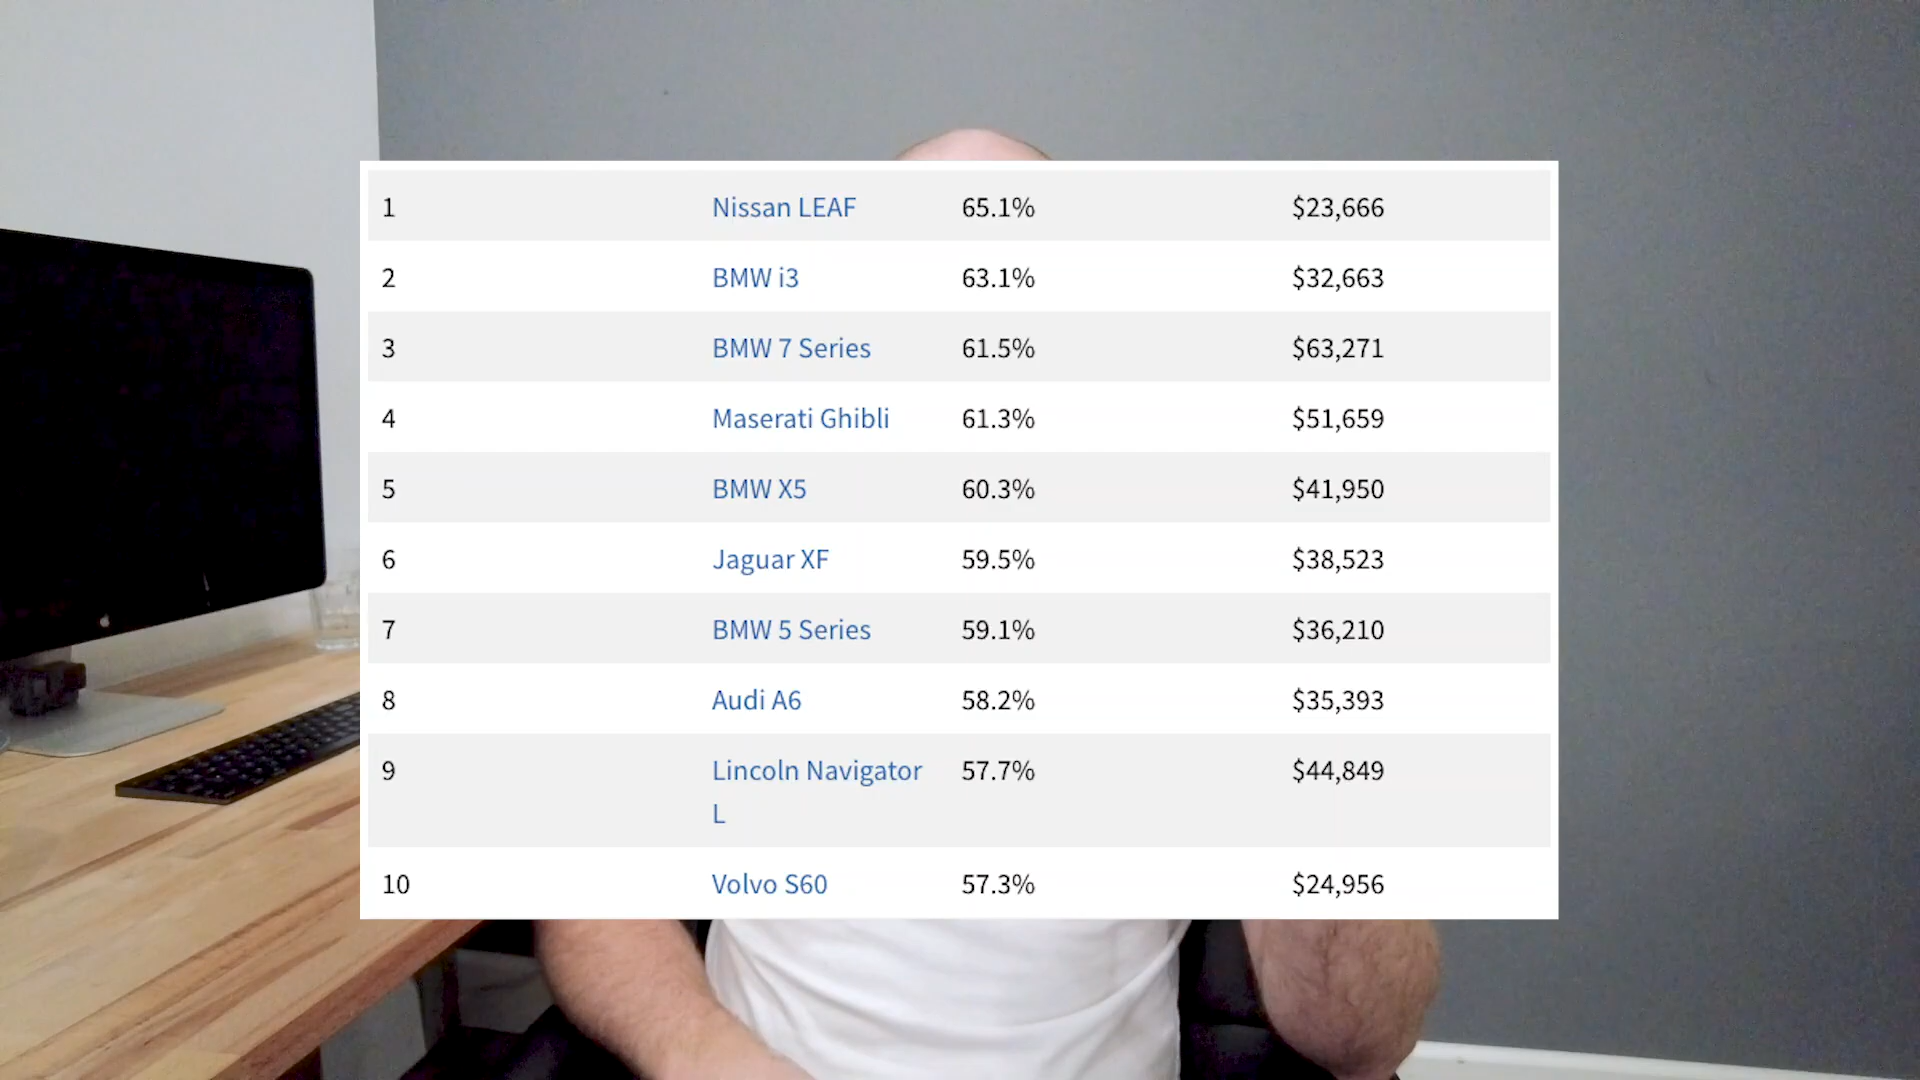 1 Nissan LEAF 65.1% $23,666
2 BMW i3 63.1% $32,663
3 BMW 7 Series 61.5% $63,271
4 Maserati Ghibli 61.3% $51,659
5 BMW X5 60.3% $41,950
6 Jaguar XF 59.5% $38,523
7 BMW 5 Series 59.1% $36,210
8 Audi A6 58.2% $35,393
9 Lincoln Navigator 57.7% $44,849
L
10 Volvo S60 57.3% $24,956